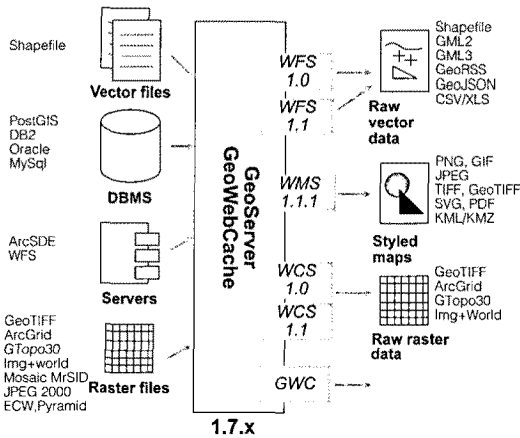 Shapefile
Vector files
PostGIS
DB2
Oracle
MySql
DBMS
ArcSDE
WFS
Servers
GeoTIFF
ArcGrid
GTopo30
Img+world
Mosaic MrSID
JPEG 2000
ECW,Pyramid
Raster files
GeoServer
GeoWebCache
WFS
1.0
WFS
1.1
WMS
1.1.1
WCS
1.0
WCS
1.1
GWC
Shapefile
GML2
GML3
GeoRSS
GeoJSON
CSV/XLS
Raw
vector
data
PNG, GIF
JPEG
TIFF, GeoTIFF
SVG, PDF
KML/KMZ
Styled
maps
GeoTIFF
ArcGrid
GTopo30
Img+World
Raw raster
data
1.7.x